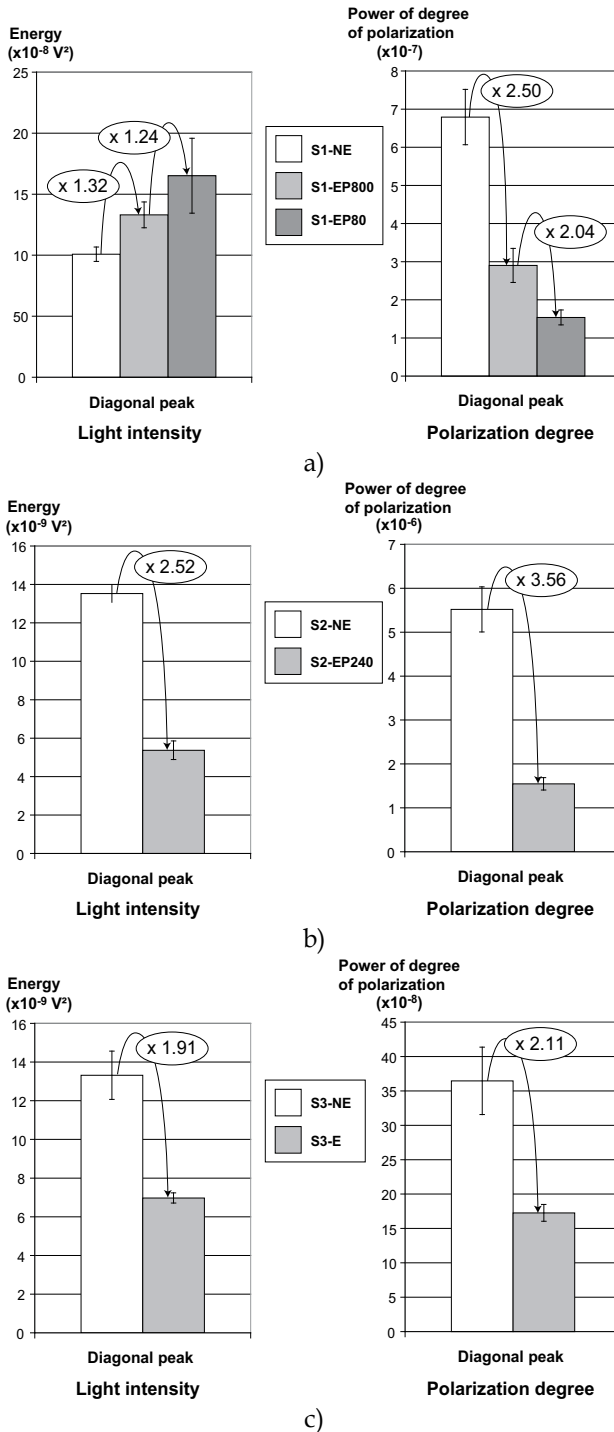 Energy
(x10-8 V²)
25
20
15
10
50
0
x 1.32
x 1.24
Diagonal peak
Light intensity
S1-NE
S1-EP800
S1-EP80
Power of degree
of polarization
(x10-7)
8
7
6
5
4
3
2
1
0
x 2.50
x 2.04
Diagonal peak
Polarization degree
a)
Energy
(x10-9 V²)
16
14
12
10
8
6
4
2
0
x 2.52
Diagonal peak
Light intensity
S2-NE
S2-EP240
Power of degree
of polarization
(x10-6)
7
6
5
4
3
2
1
0
x 3.56
Diagonal peak
Polarization degree
b)
Energy
(x10-9 V²)
16
14
12
10
8
6
4
2
0
x 1.91
Diagonal peak
Light intensity
S3-NE
S3-E
Power of degree
of polarization
(x10-8)
45
40
35
30
25
20
15
10
5
0
x 2.11
Diagonal peak
Polarization degree
c)